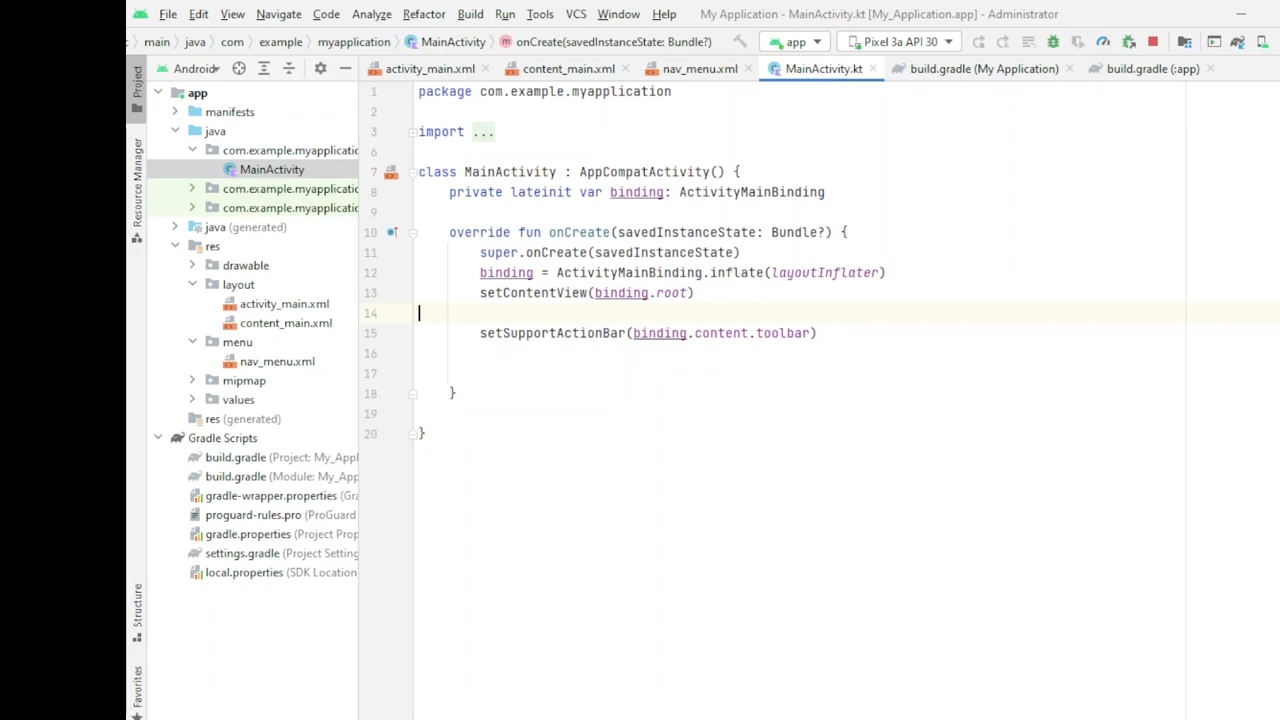 File Edit View Navigate Code Analyze Refactor Build Run Tools VCS Window Help My Application - MainActivity.kt [My_Application.app] - Administrator
main java com example myapplication MainActivity onCreate(savedInstanceState: Bundle?) app Pixel 3a API 30
Project Android activity_main.xml content_main.xml nav_menu.xml MainActivity.kt build.gradle (My Application) build.gradle (:app)
app
manifests
java
com.example.myapplicatio
MainActivity
com.example.myapplicatio
com.example.myapplicatio
java (generated)
res
drawable
layout
activity_main.xml
content_main.xml
menu
nav_menu.xml
mipmap
values
res (generated)
Gradle Scripts
build.gradle (Project: My_Appl
build.gradle (Module: My_App
gradle-wrapper.properties (Gra
proguard-rules.pro (ProGuard
gradle.properties (Project Prop
settings.gradle (Project Setting
local.properties (SDK Location
Resource Manager
Structure
Favorites
1 package com.example.myapplication
2
3 import ...
6
7 class MainActivity : AppCompatActivity() {
8 private lateinit var binding: ActivityMainBinding
9
10 override fun onCreate(savedInstanceState: Bundle?) {
11 super.onCreate(savedInstanceState)
12 binding = ActivityMainBinding.inflate(layoutInflater)
13 setContentView(binding.root)
14
15 setSupportActionBar(binding.content.toolbar)
16
17
18 }
19
20 }